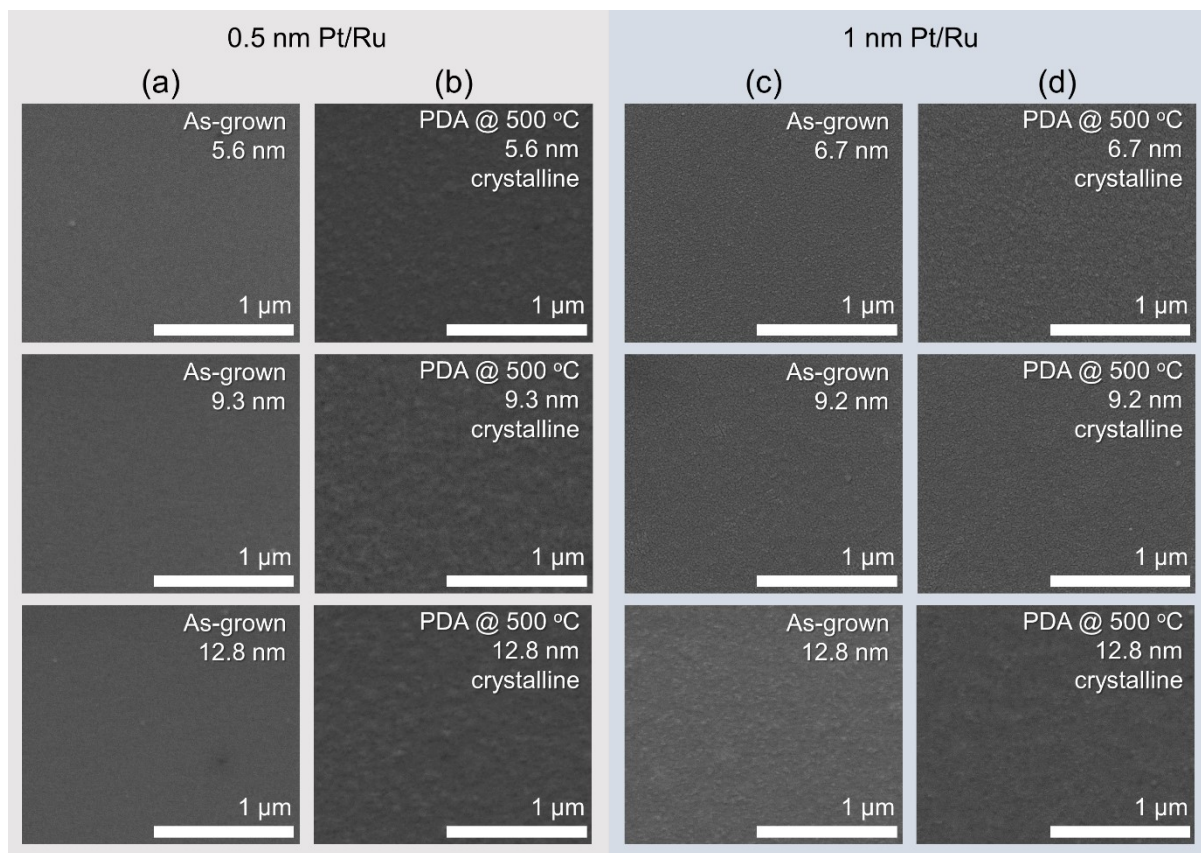 0.5 nm Pt/Ru
1 nm Pt/Ru
(a)
(b)
(c)
(d)
As-grown
5.6 nm
1 µm
PDA @ 500 °C
5.6 nm
crystalline
1 µm
As-grown
6.7 nm
1 µm
PDA @ 500 °C
6.7 nm
crystalline
1 µm
As-grown
9.3 nm
1 µm
PDA @ 500 °C
9.3 nm
crystalline
1 µm
As-grown
9.2 nm
1 µm
PDA @ 500 °C
9.2 nm
crystalline
1 µm
As-grown
12.8 nm
1 µm
PDA @ 500 °C
12.8 nm
crystalline
1 µm
As-grown
12.8 nm
1 µm
PDA @ 500 °C
12.8 nm
crystalline
1 µm